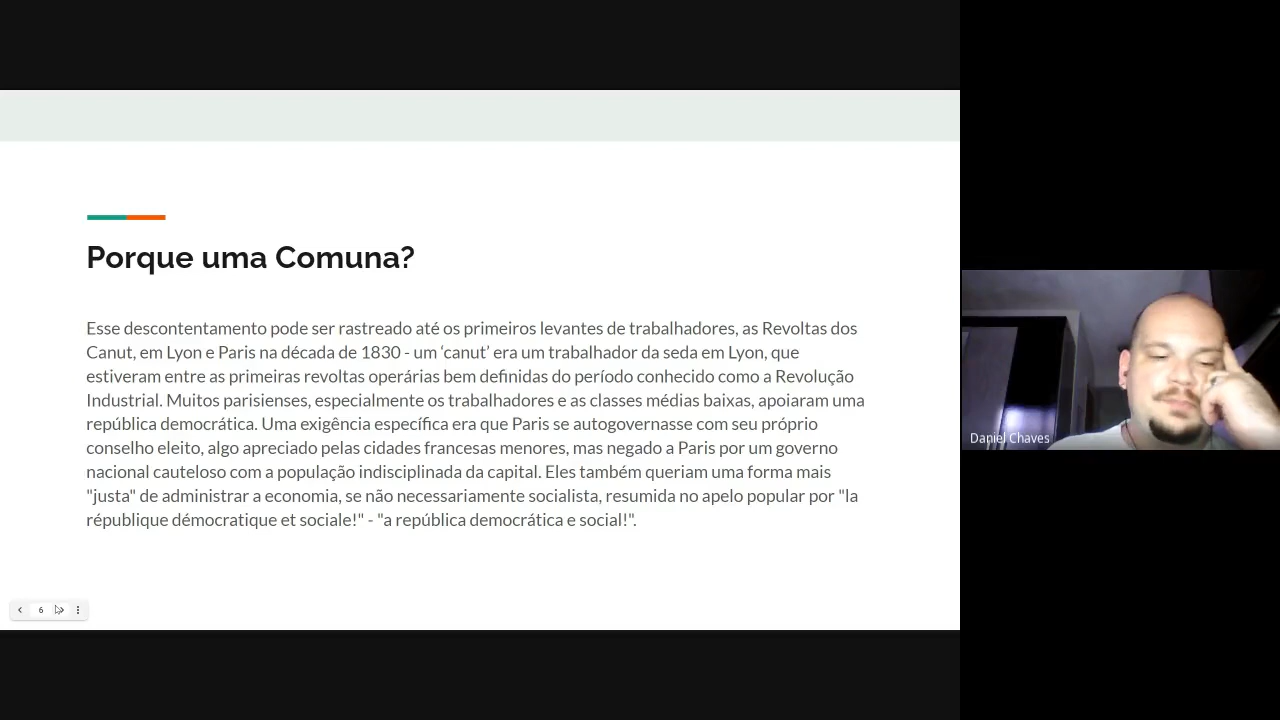 Porque uma Comuna?
Esse descontentamento pode ser rastreado até os primeiros levantes de trabalhadores, as Revoltas dos
Canut, em Lyon e Paris na década de 1830 - um ‘canut’ era um trabalhador da seda em Lyon, que
estiveram entre as primeiras revoltas operárias bem definidas do período conhecido como a Revolução
Industrial. Muitos parisienses, especialmente os trabalhadores e as classes médias baixas, apoiaram uma
república democrática. Uma exigência específica era que Paris se autogovernasse com seu próprio
conselho eleito, algo apreciado pelas cidades francesas menores, mas negado a Paris por um governo
nacional cauteloso com a população indisciplinada da capital. Eles também queriam uma forma mais
"justa" de administrar a economia, se não necessariamente socialista, resumida no apelo popular por "la
république démocratique et sociale!" - "a república democrática e social!".
6
Daniel Chaves